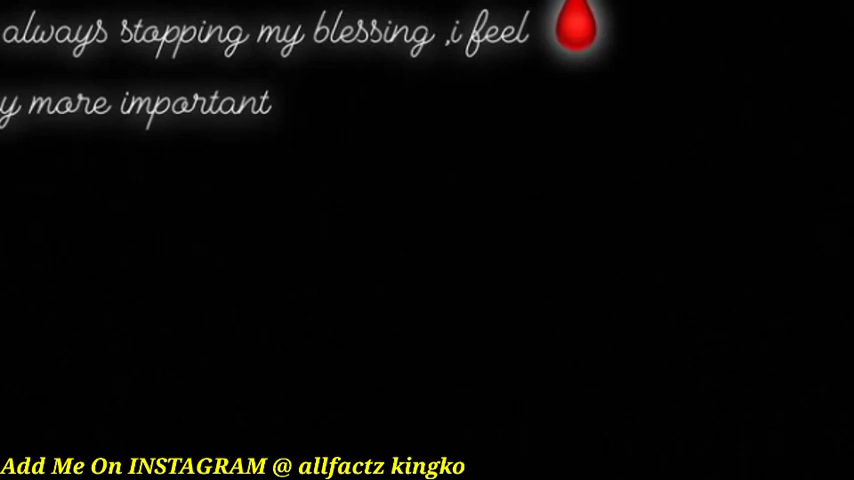 always stopping my blessing ,i feel 🩸
y more important
Add Me On INSTAGRAM @ allfactz kingko